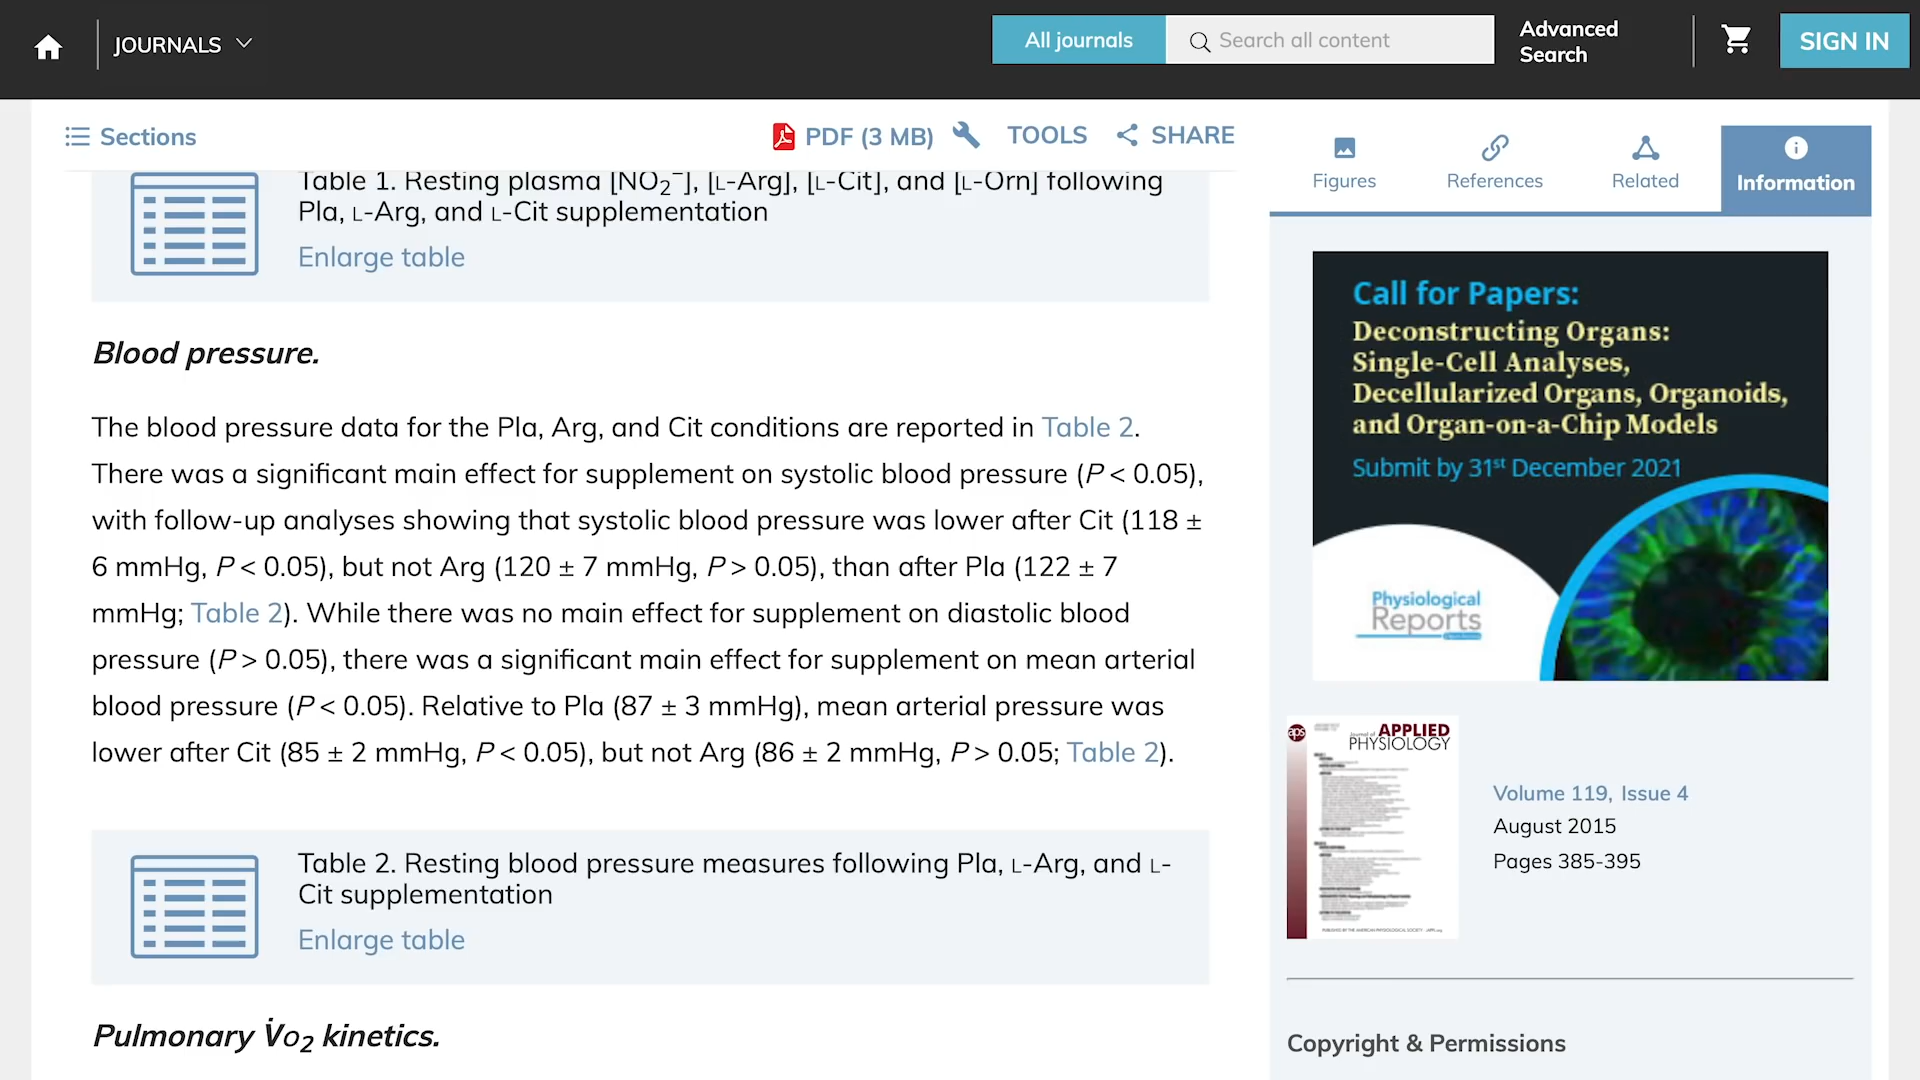 JOURNALS
All journals
Search all content
Advanced
Search
SIGN IN
Sections
PDF (3 MB)
TOOLS
SHARE
Figures
References
Related
Information
Table 1. Resting plasma [NO₂⁻], [L-Arg], [L-Cit], and [L-Orn] following
Pla, L-Arg, and L-Cit supplementation
Enlarge table
Blood pressure.
The blood pressure data for the Pla, Arg, and Cit conditions are reported in Table 2.
There was a significant main effect for supplement on systolic blood pressure (P < 0.05),
with follow-up analyses showing that systolic blood pressure was lower after Cit (118 ±
6 mmHg, P < 0.05), but not Arg (120 ± 7 mmHg, P > 0.05), than after Pla (122 ± 7
mmHg; Table 2). While there was no main effect for supplement on diastolic blood
pressure (P > 0.05), there was a significant main effect for supplement on mean arterial
blood pressure (P < 0.05). Relative to Pla (87 ± 3 mmHg), mean arterial pressure was
lower after Cit (85 ± 2 mmHg, P < 0.05), but not Arg (86 ± 2 mmHg, P > 0.05; Table 2).
Table 2. Resting blood pressure measures following Pla, L-Arg, and L-
Cit supplementation
Enlarge table
Pulmonary V̇O₂ kinetics.
Call for Papers:
Deconstructing Organs:
Single-Cell Analyses,
Decellularized Organs, Organoids,
and Organ-on-a-Chip Models
Submit by 31st December 2021
Physiological
Reports
aps
Journal of APPLIED
PHYSIOLOGY
Volume 119, Issue 4
August 2015
Pages 385-395
Copyright & Permissions